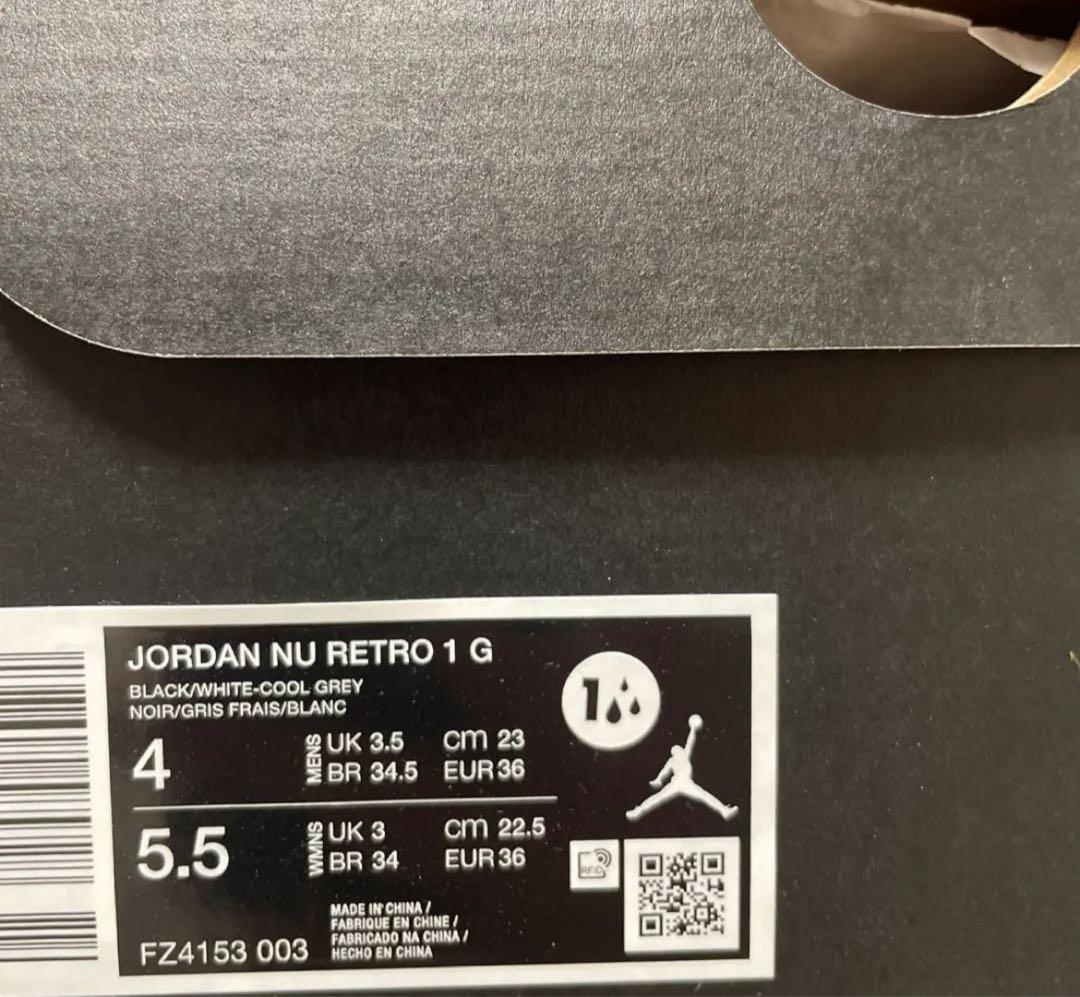 JORDAN NU RETRO 1 G
BLACK/WHITE-COOL GREY
NOIR/GRIS FRAIS/BLANC
4 MENS UK 3.5 cm 23
BR 34.5 EUR 36
5.5 WMNS UK 3 cm 22.5
BR 34 EUR 36
1
RFID
MADE IN CHINA /
FABRIQUE EN CHINE /
FABRICADO NA CHINA /
HECHO EN CHINA
FZ4153 003